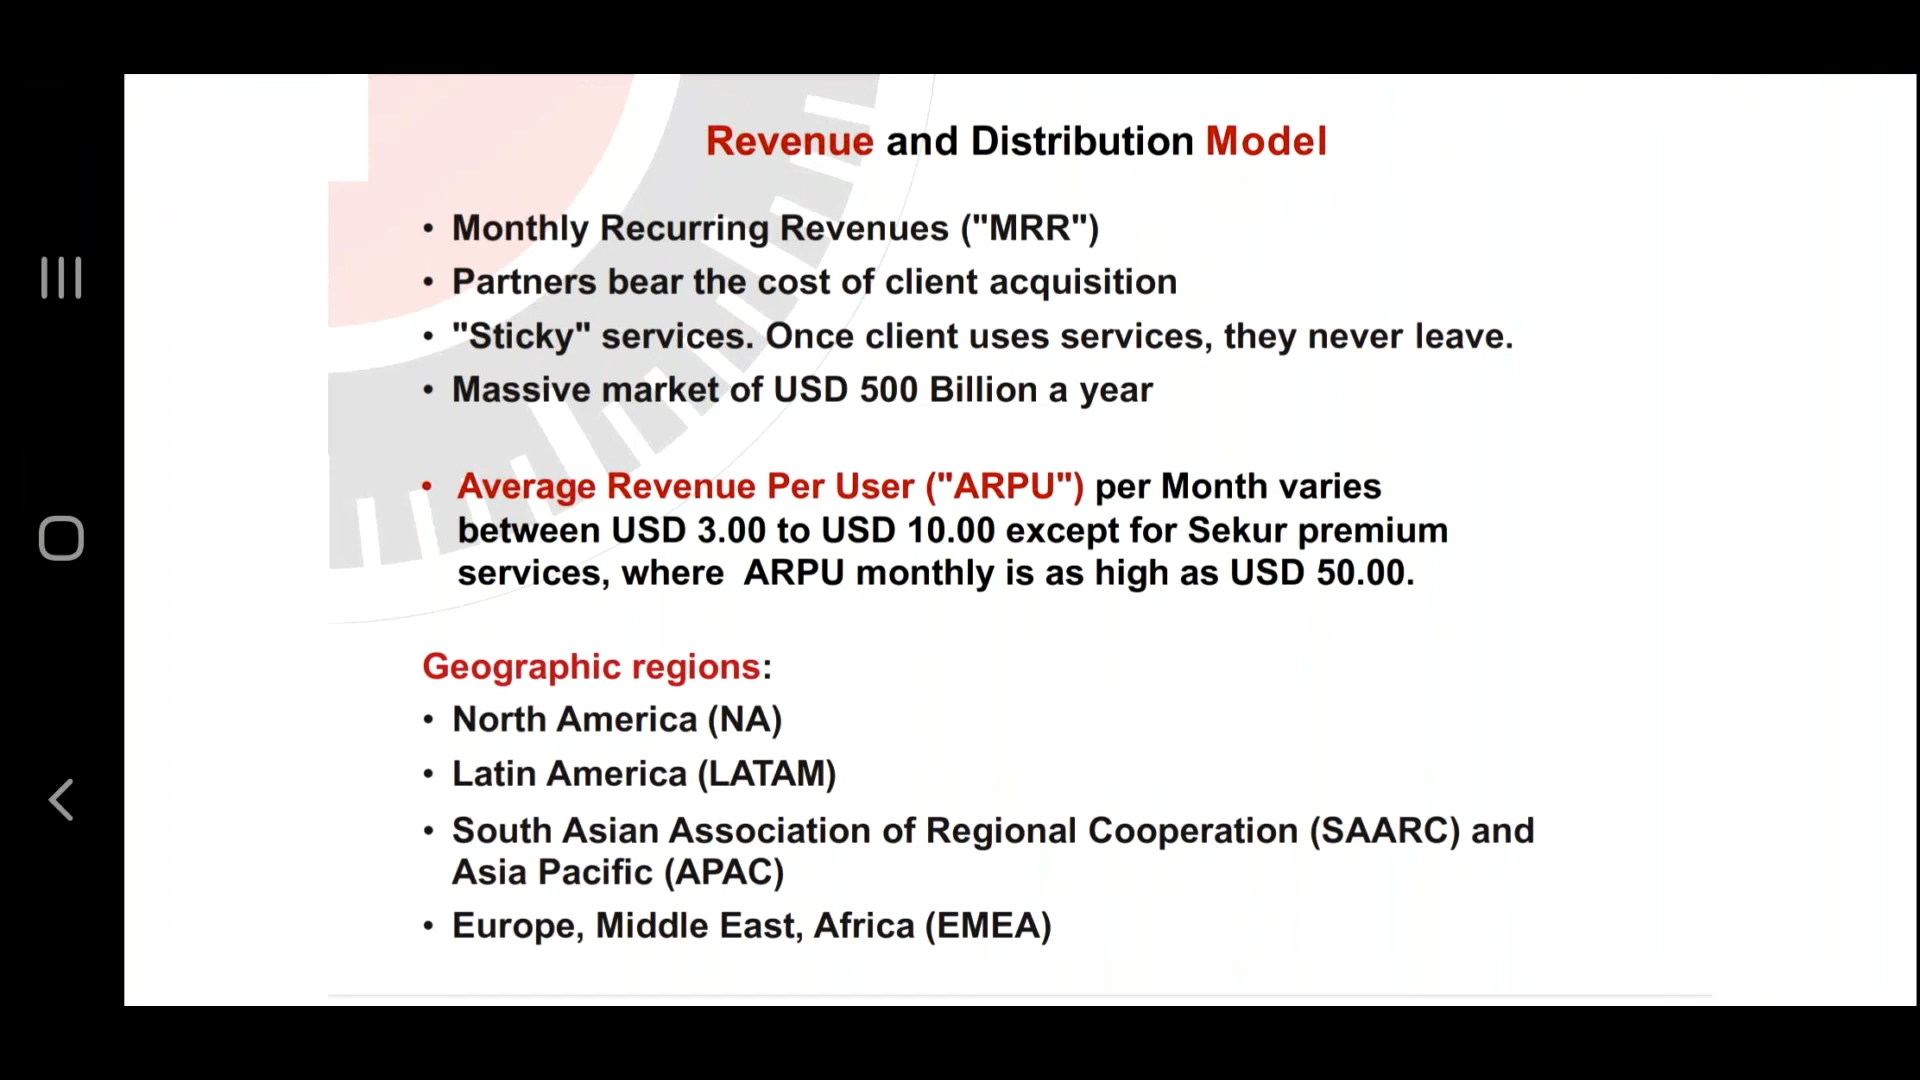 Revenue and Distribution Model
• Monthly Recurring Revenues ("MRR")
• Partners bear the cost of client acquisition
• "Sticky" services. Once client uses services, they never leave.
• Massive market of USD 500 Billion a year
• Average Revenue Per User ("ARPU") per Month varies
between USD 3.00 to USD 10.00 except for Sekur premium
services, where ARPU monthly is as high as USD 50.00.
Geographic regions:
• North America (NA)
• Latin America (LATAM)
• South Asian Association of Regional Cooperation (SAARC) and
Asia Pacific (APAC)
• Europe, Middle East, Africa (EMEA)